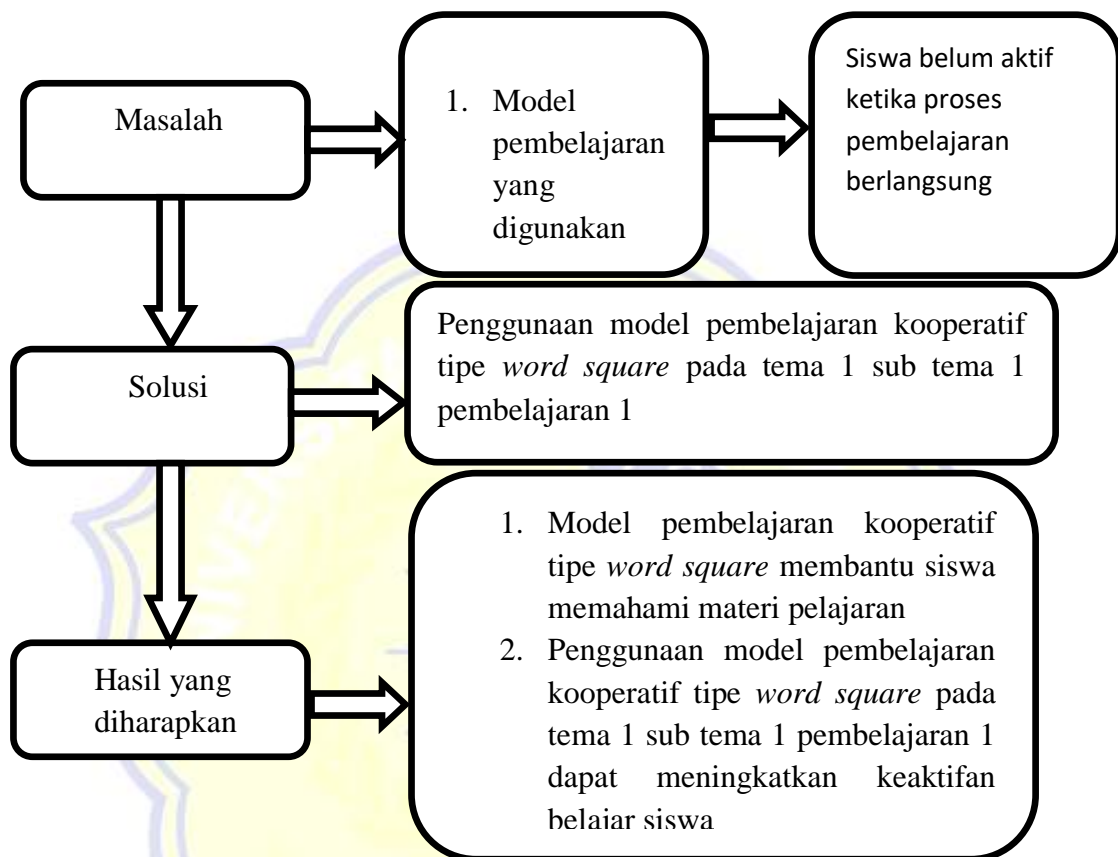 Masalah
1. Model
pembelajaran
yang
digunakan
Siswa belum aktif
ketika proses
pembelajaran
berlangsung
Solusi
Penggunaan model pembelajaran kooperatif
tipe word square pada tema 1 sub tema 1
pembelajaran 1
Hasil yang
diharapkan
1. Model pembelajaran kooperatif
tipe word square membantu siswa
memahami materi pelajaran
2. Penggunaan model pembelajaran
kooperatif tipe word square pada
tema 1 sub tema 1 pembelajaran 1
dapat meningkatkan keaktifan
belajar siswa